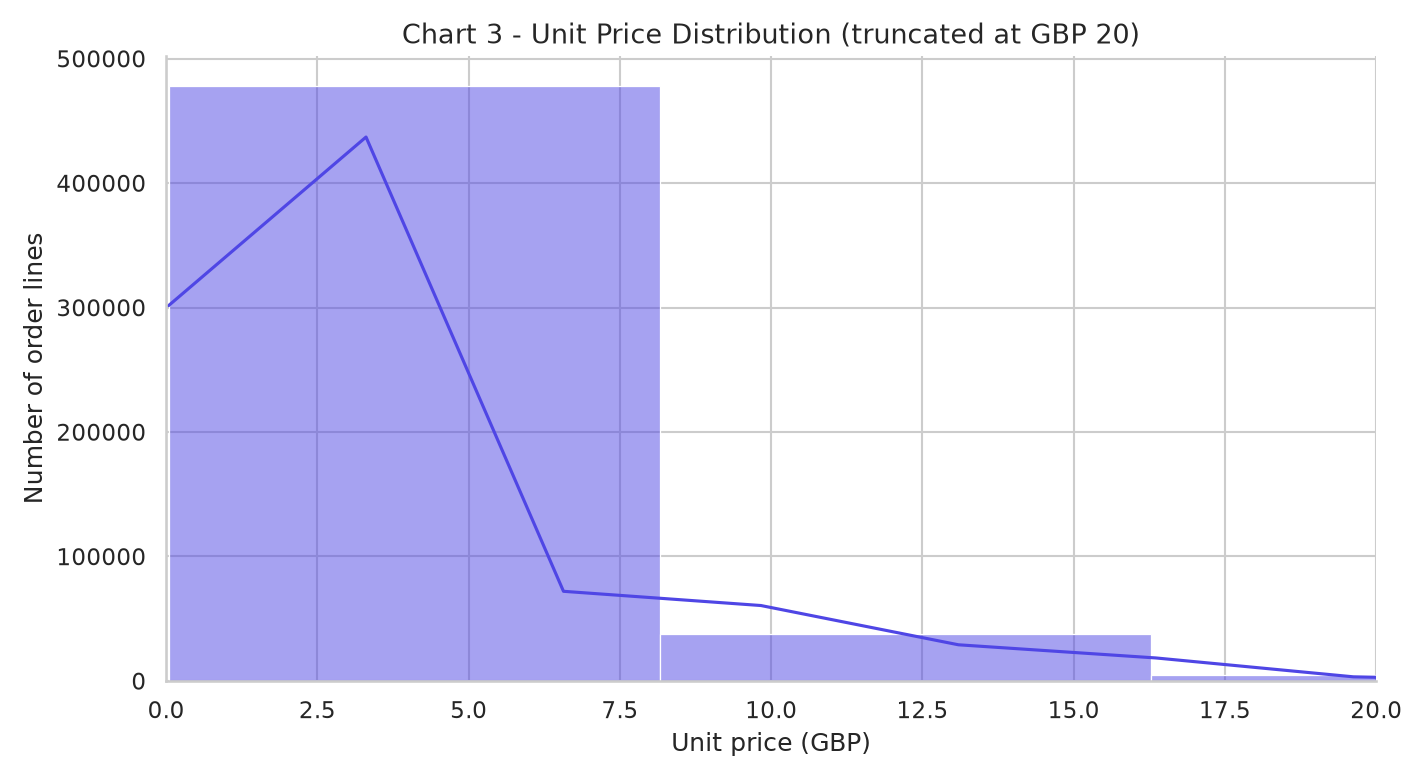 Chart 3 - Unit Price Distribution (truncated at GBP 20)
Number of order lines
500000
400000
300000
200000
100000
0
0.0 2.5 5.0 7.5 10.0 12.5 15.0 17.5 20.0
Unit price (GBP)